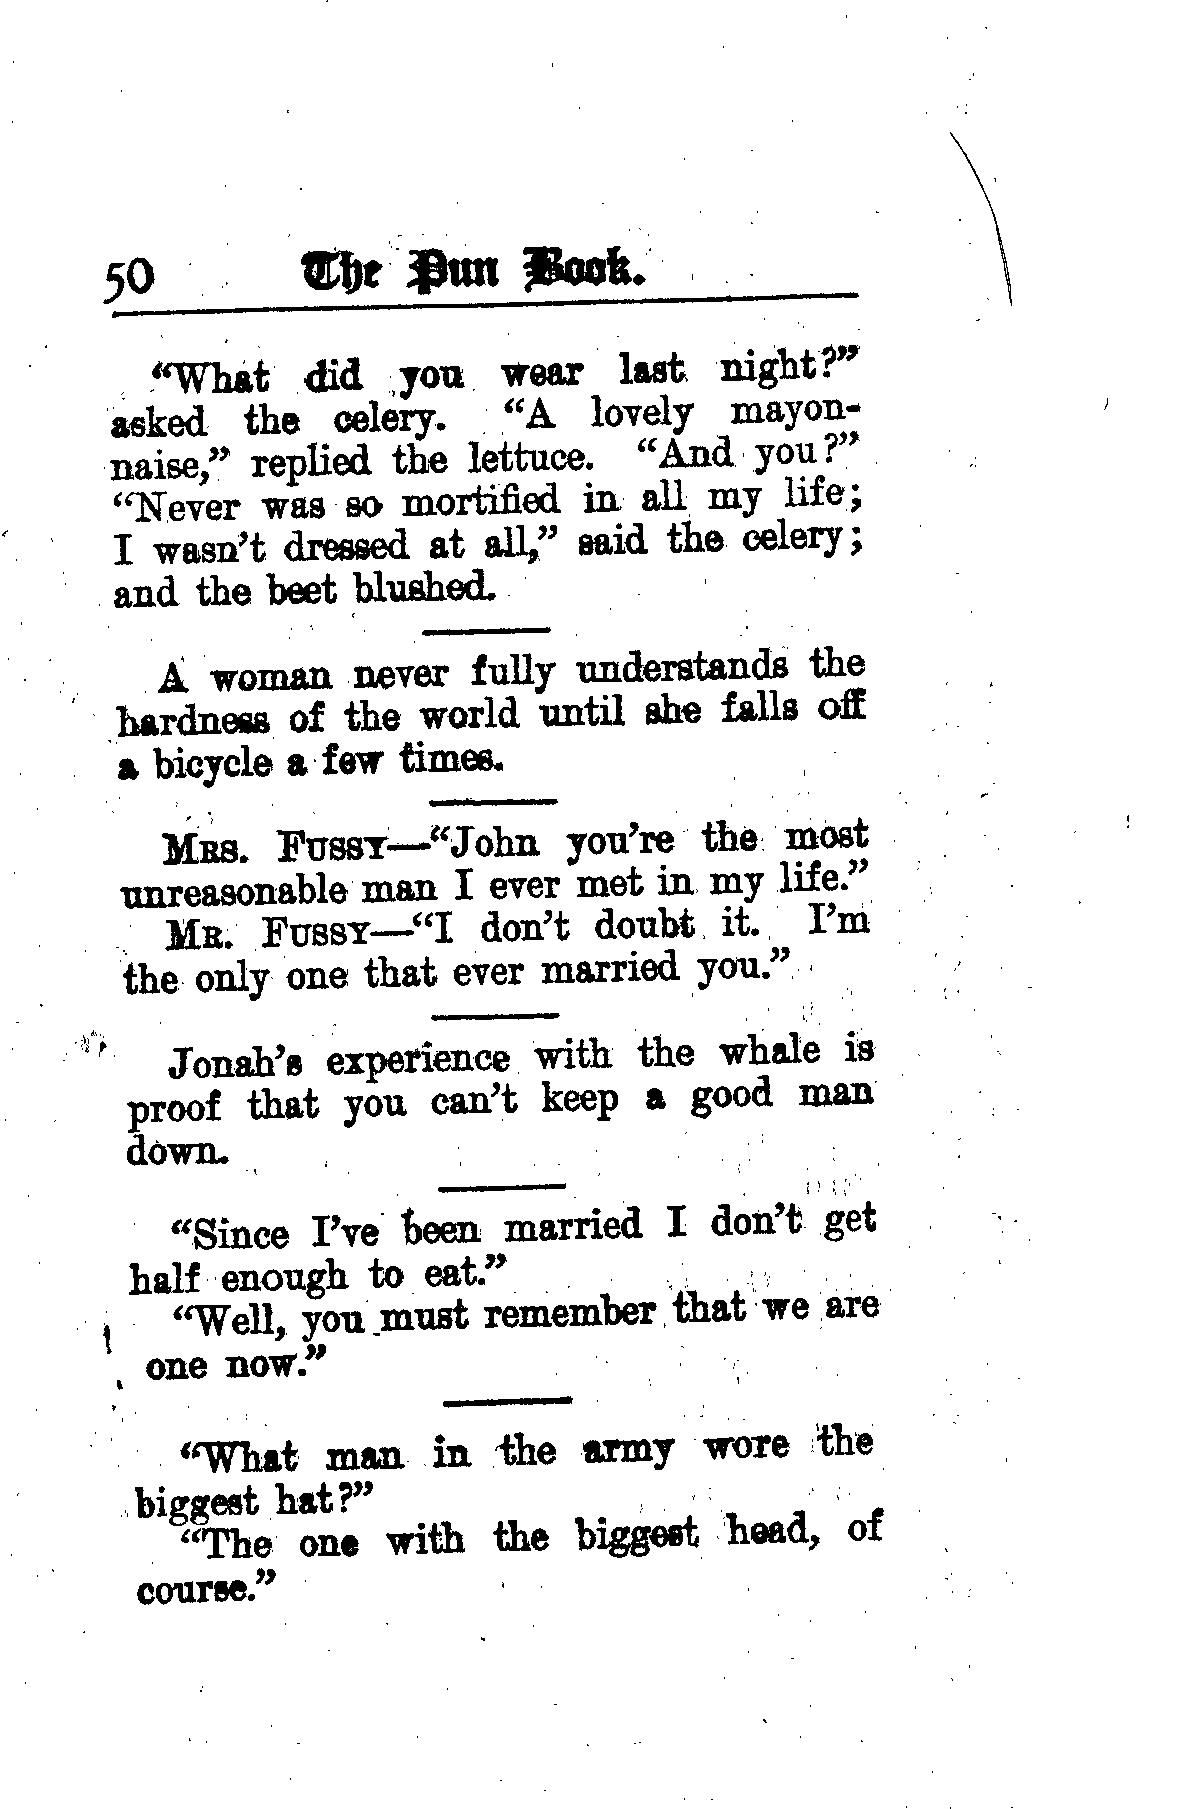 50 The Pun Book.
“What did you wear last night?”
asked the celery. “A lovely mayon-
naise,” replied the lettuce. “And you?”
“Never was so mortified in all my life;
I wasn’t dressed at all,” said the celery;
and the beet blushed.
A woman never fully understands the
hardness of the world until she falls off
a bicycle a few times.
MRS. FUSSY—“John you’re the most
unreasonable man I ever met in my life.”
MR. FUSSY—“I don’t doubt it. I’m
the only one that ever married you.”
Jonah’s experience with the whale is
proof that you can’t keep a good man
down.
“Since I’ve been married I don’t get
half enough to eat.”
“Well, you must remember that we are
one now.”
“What man in the army wore the
biggest hat?”
“The one with the biggest head, of
course.”